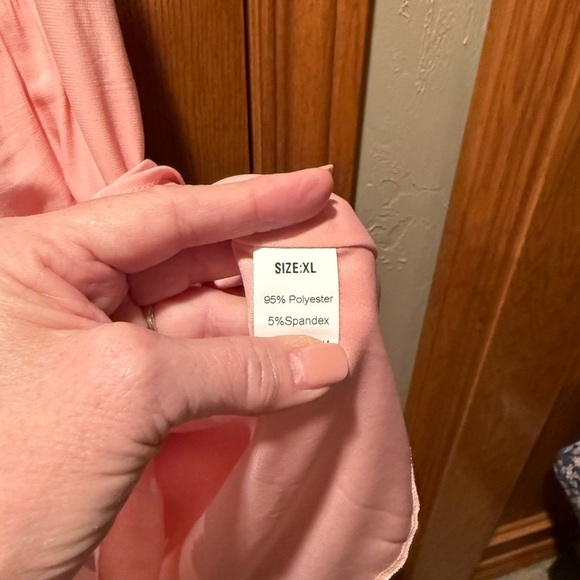 SIZE:XL
95% Polyester
5%Spandex